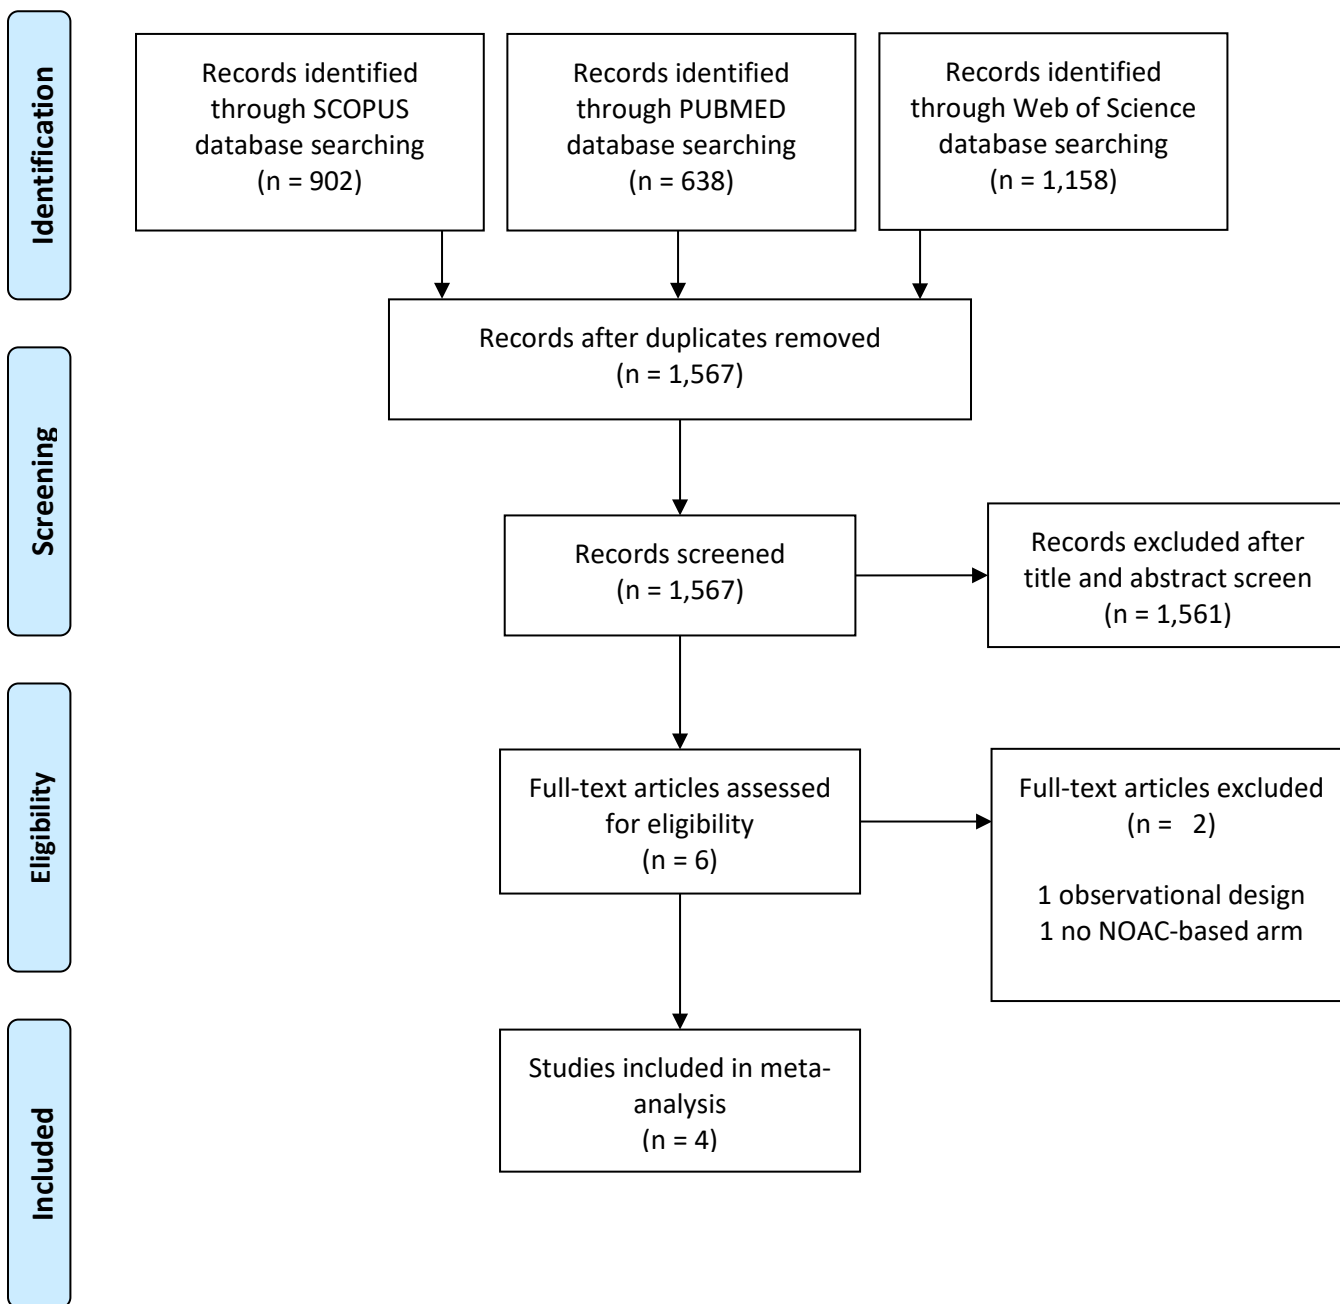 Identification
Records identified
through SCOPUS
database searching
(n = 902)
Records identified
through PUBMED
database searching
(n = 638)
Records identified
through Web of Science
database searching
(n = 1,158)
Records after duplicates removed
(n = 1,567)
Screening
Records screened
(n = 1,567)
Records excluded after
title and abstract screen
(n = 1,561)
Eligibility
Full-text articles assessed
for eligibility
(n = 6)
Full-text articles excluded
(n =   2)
1 observational design
1 no NOAC-based arm
Included
Studies included in meta-
analysis
(n = 4)